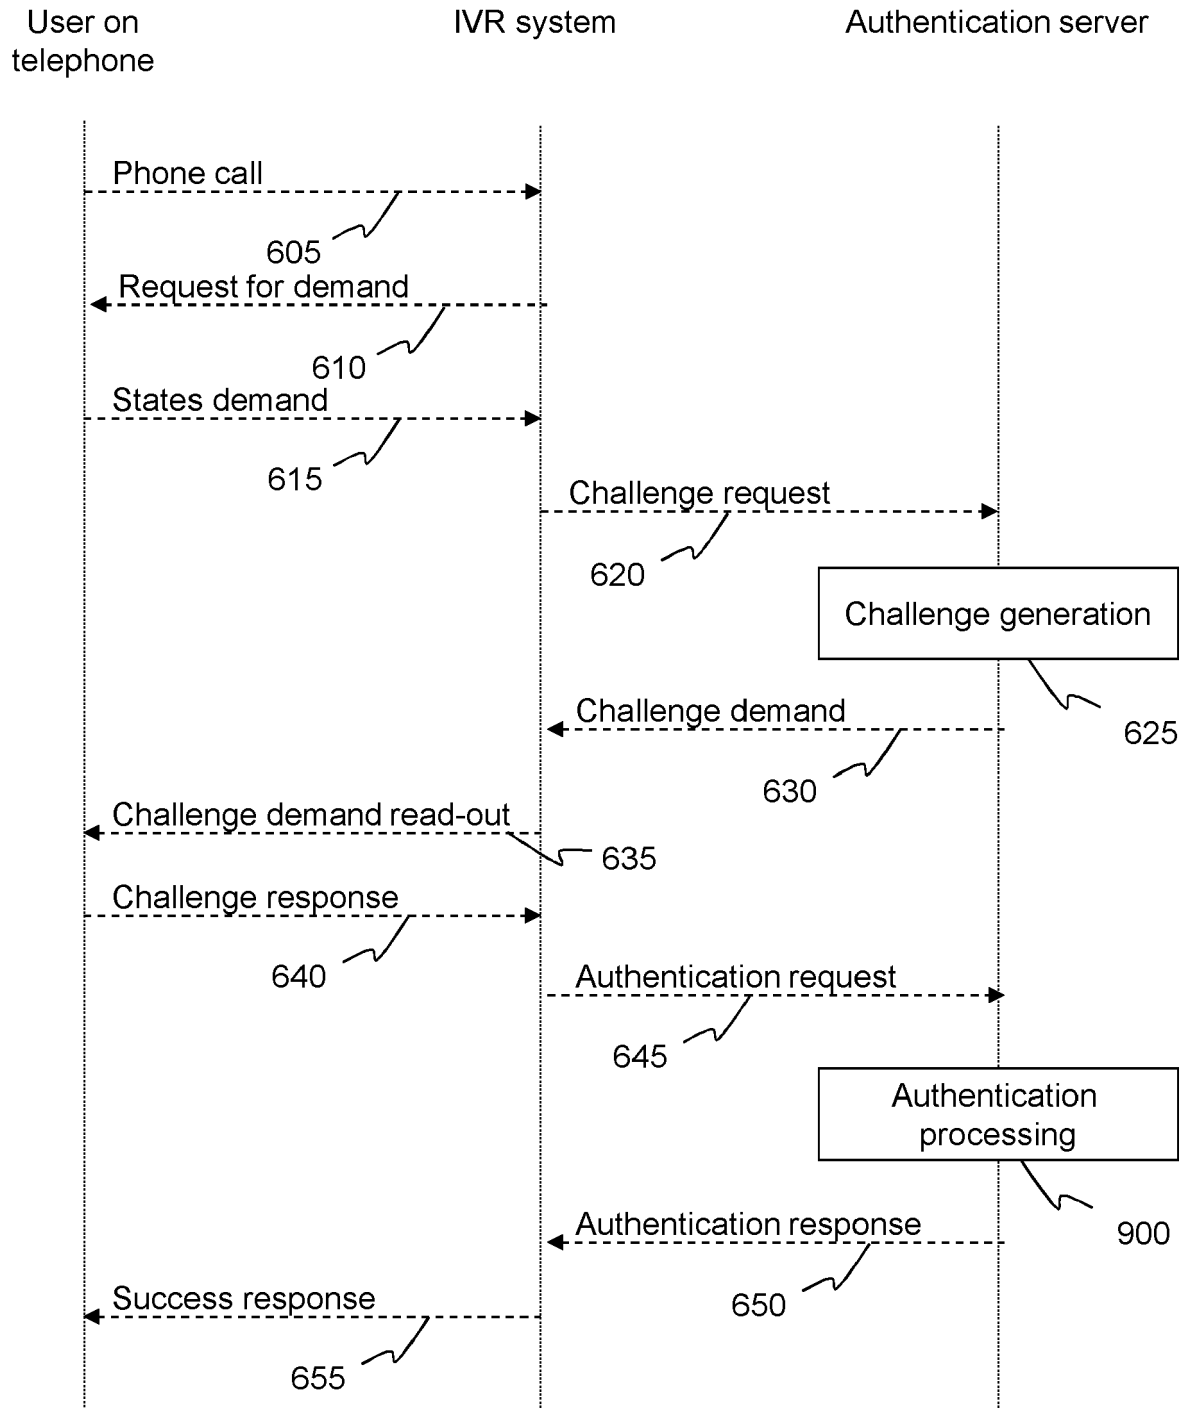 User on
telephone
IVR system
Authentication server
Phone call
605
Request for demand
610
States demand
615
Challenge request
620
Challenge generation
625
Challenge demand
630
Challenge demand read-out
635
Challenge response
640
Authentication request
645
Authentication
processing
900
Authentication response
650
Success response
655